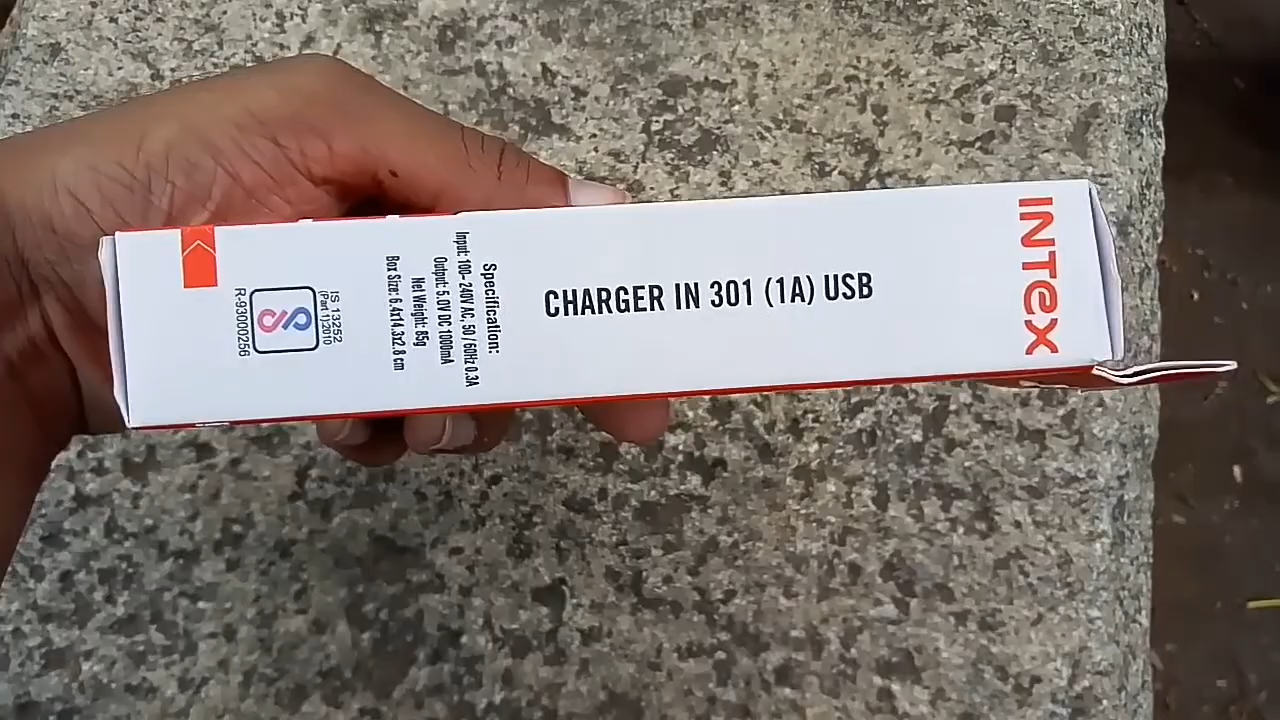 INTEX
CHARGER IN 301 (1A) USB
Specification:
Input: 100- 240V AC, 50 / 60Hz 0.3A
Output: 5.0V DC 1000mA
Net Weight: 85g
Box Size: 6.4x14.3x2.8 cm
IS 13252
(Part 1):2010
R-93000256